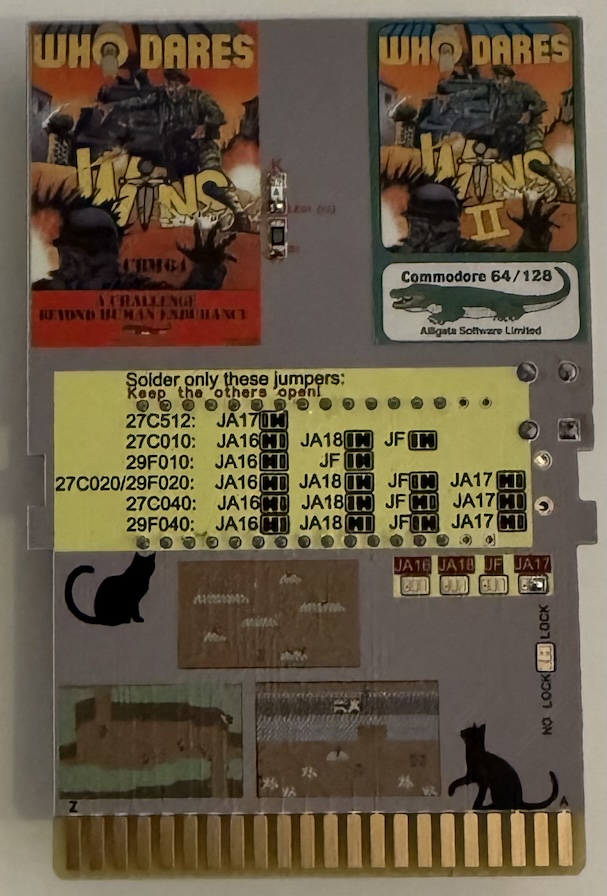 WHO DARES
WINS
CBM 64
A CHALLENGE
BEYOND HUMAN ENDURANCE
K
WHO DARES
WINS
II
Commodore 64/128
Alligata Software Limited
Solder only these jumpers:
Keep the others open!
27C512: JA17
27C010: JA16 JA18 JF
29F010: JA16 JF
27C020/29F020: JA16 JA18 JF JA17
27C040: JA16 JA18 JF JA17
29F040: JA16 JA18 JF JA17
JA16 JA18 JF JA17
LOCK
NO LOCK
Z A